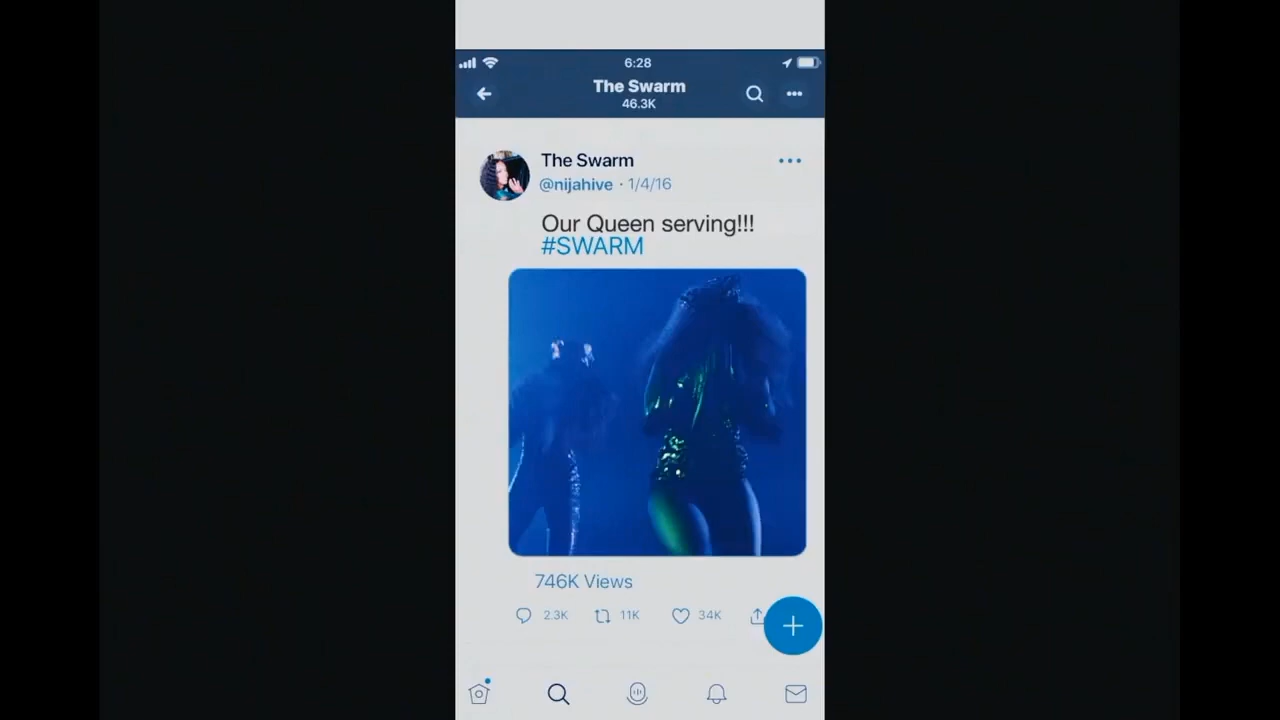 6:28
The Swarm
46.3K
The Swarm
@nijahive · 1/4/16
Our Queen serving!!!
#SWARM
746K Views
2.3K 11K 34K